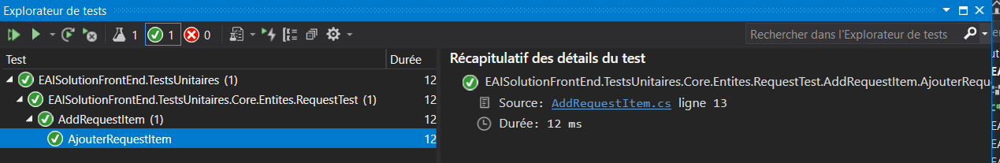 Explorateur de tests
1 1 0
Rechercher dans l'Explorateur de tests
Test Durée
EAISolutionFrontEnd.TestsUnitaires (1) 12
EAISolutionFrontEnd.TestsUnitaires.Core.Entites.RequestTest (1) 12
AddRequestItem (1) 12
AjouterRequestItem 12
Récapitulatif des détails du test
EAISolutionFrontEnd.TestsUnitaires.Core.Entites.RequestTest.AddRequestItem.AjouterRequ
Source: AddRequestItem.cs ligne 13
Durée: 12 ms